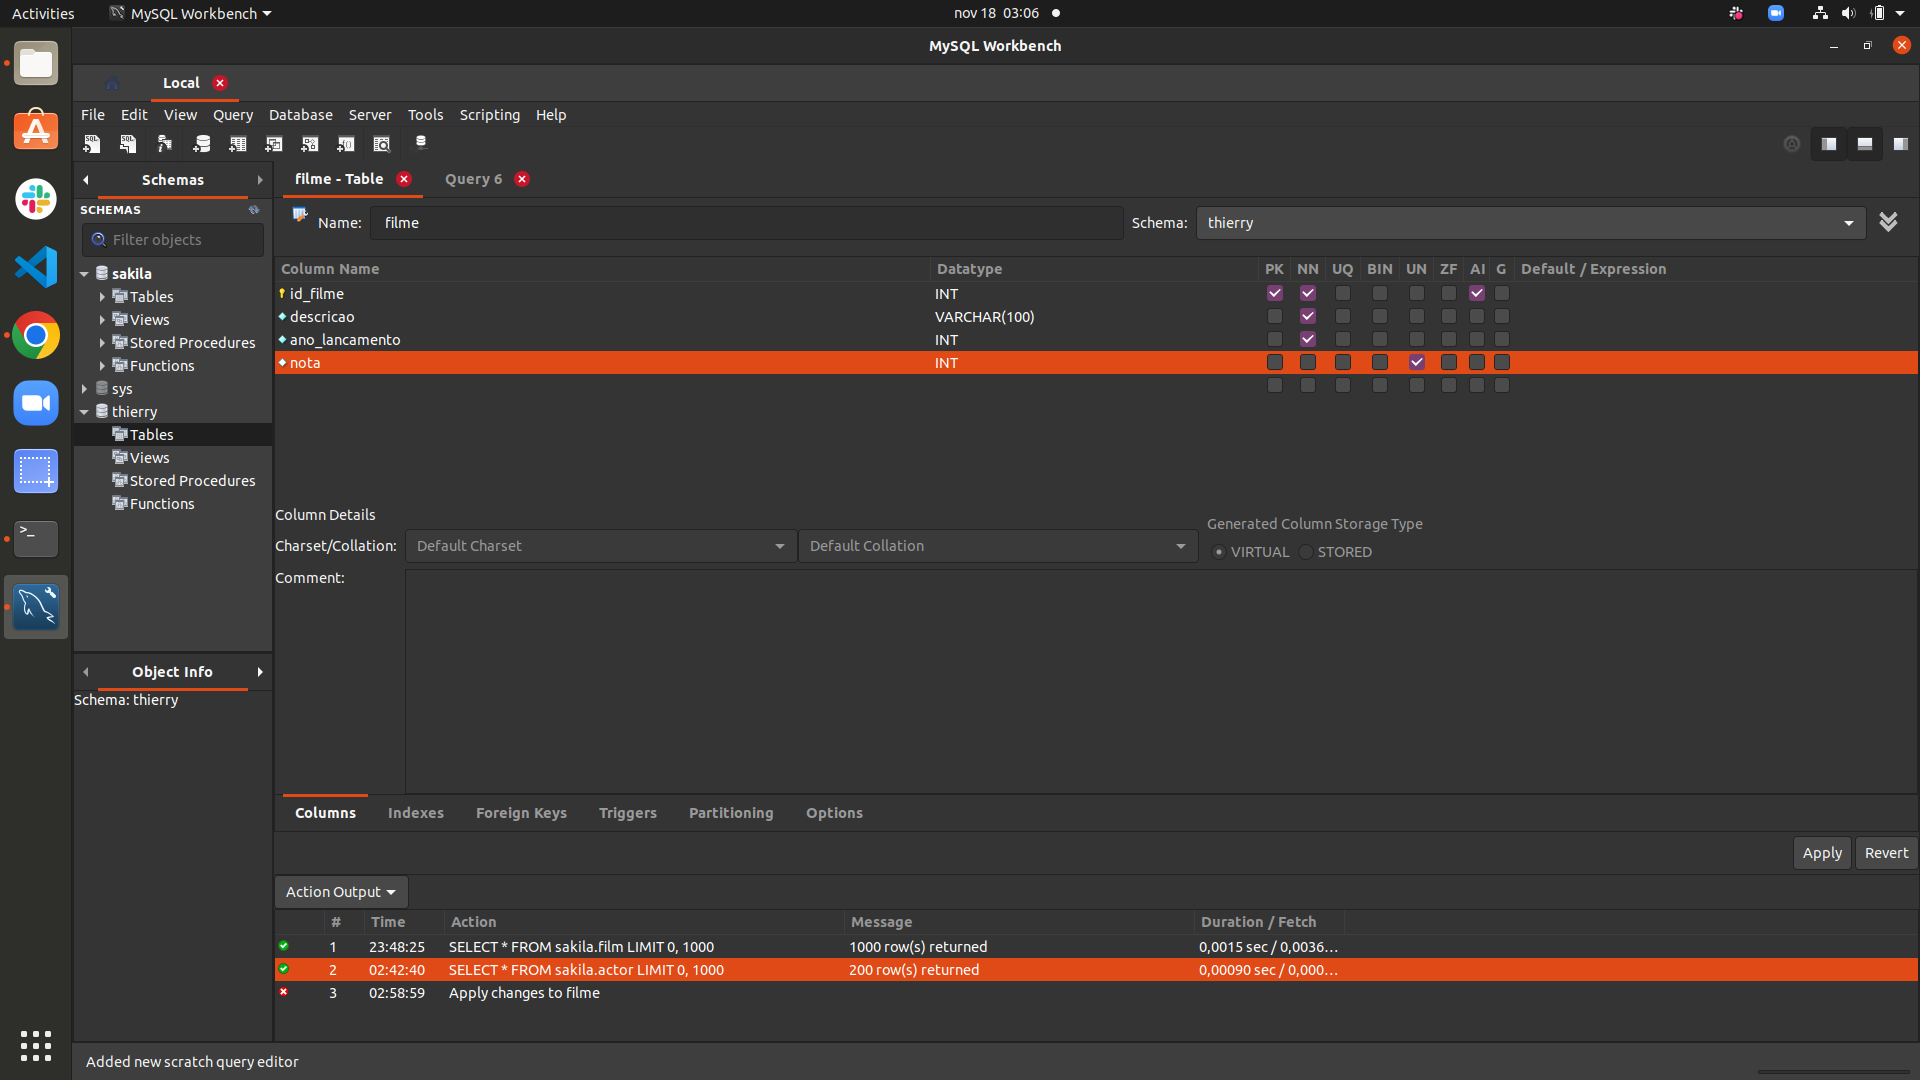 Activities MySQL Workbench nov 18 03:06
MySQL Workbench
Local
File Edit View Query Database Server Tools Scripting Help
Schemas
filme - Table Query 6
SCHEMAS
Filter objects
sakila
Tables
Views
Stored Procedures
Functions
sys
thierry
Tables
Views
Stored Procedures
Functions
Name: filme Schema: thierry
Column Name Datatype PK NN UQ BIN UN ZF AI G Default / Expression
id_filme INT
descricao VARCHAR(100)
ano_lancamento INT
nota INT
Column Details
Charset/Collation: Default Charset Default Collation
Generated Column Storage Type
VIRTUAL STORED
Comment:
Object Info
Schema: thierry
Columns Indexes Foreign Keys Triggers Partitioning Options
Apply Revert
Action Output
# Time Action Message Duration / Fetch
1 23:48:25 SELECT * FROM sakila.film LIMIT 0, 1000 1000 row(s) returned 0,0015 sec / 0,0036...
2 02:42:40 SELECT * FROM sakila.actor LIMIT 0, 1000 200 row(s) returned 0,00090 sec / 0,000...
3 02:58:59 Apply changes to filme
Added new scratch query editor